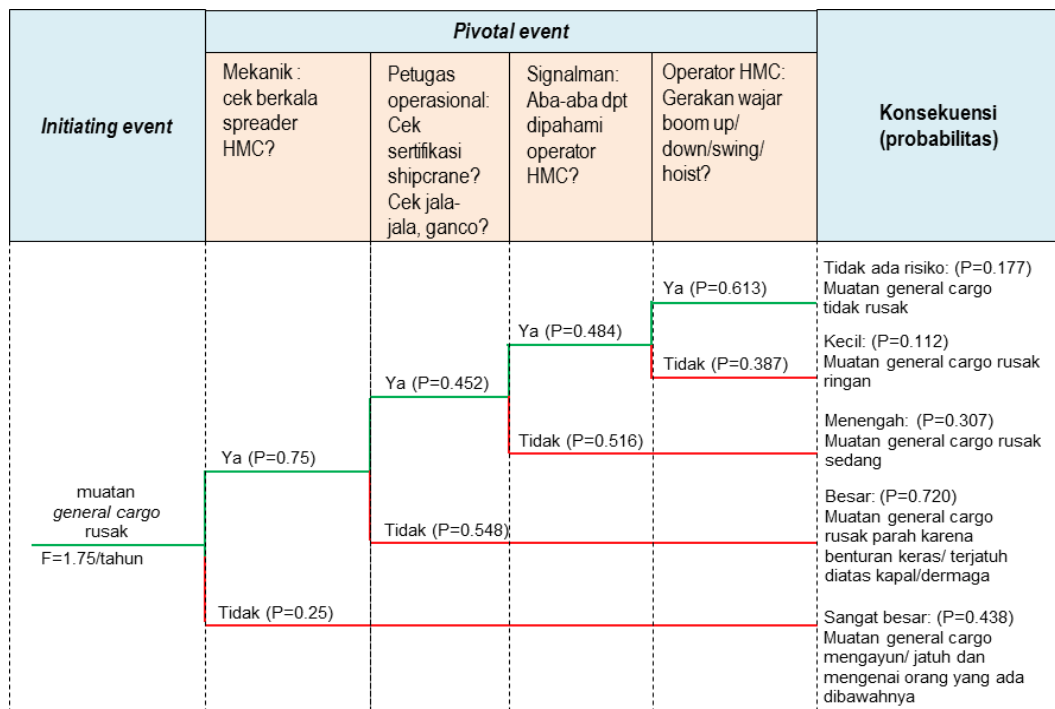 Initiating event
Pivotal event
Mekanik :
cek berkala
spreader
HMC?
Petugas
operasional:
Cek
sertifikasi
shipcrane?
Cek jala-
jala, ganco?
Signalman:
Aba-aba dpt
dipahami
operator
HMC?
Operator HMC:
Gerakan wajar
boom up/
down/swing/
hoist?
Konsekuensi
(probabilitas)
muatan
general cargo
rusak
F=1.75/tahun
Ya (P=0.75)
Tidak (P=0.25)
Ya (P=0.452)
Tidak (P=0.548)
Ya (P=0.484)
Tidak (P=0.516)
Ya (P=0.613)
Tidak (P=0.387)
Tidak ada risiko: (P=0.177)
Muatan general cargo
tidak rusak
Kecil: (P=0.112)
Muatan general cargo rusak
ringan
Menengah: (P=0.307)
Muatan general cargo rusak
sedang
Besar: (P=0.720)
Muatan general cargo
rusak parah karena
benturan keras/ terjatuh
diatas kapal/dermaga
Sangat besar: (P=0.438)
Muatan general cargo
mengayun/ jatuh dan
mengenai orang yang ada
dibawahnya